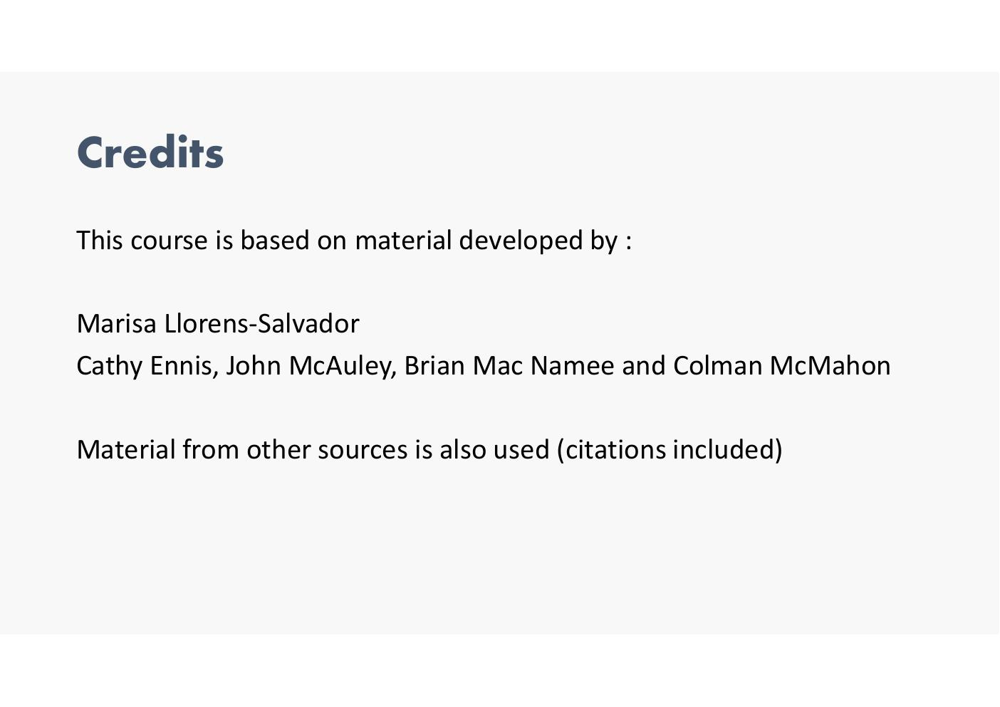 Credits
This course is based on material developed by :
Marisa Llorens-Salvador
Cathy Ennis, John McAuley, Brian Mac Namee and Colman McMahon
Material from other sources is also used (citations included)